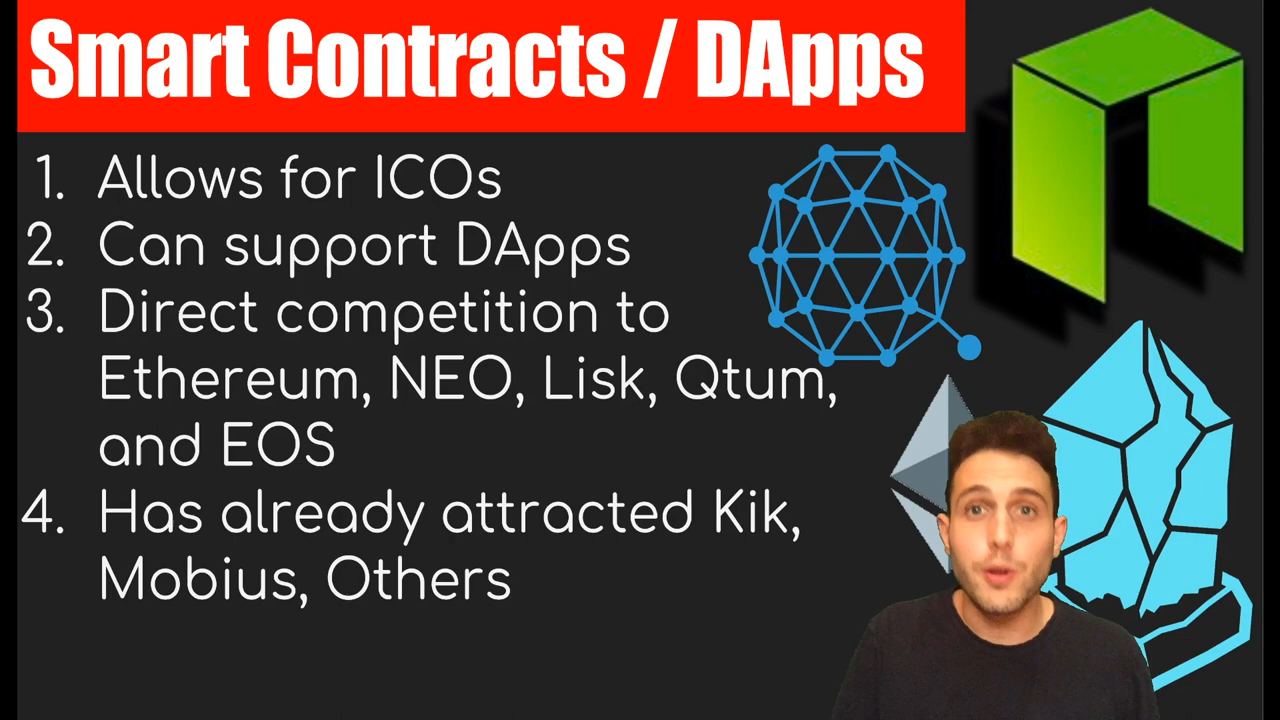 Smart Contracts / DApps
1. Allows for ICOs
2. Can support DApps
3. Direct competition to
Ethereum, NEO, Lisk, Qtum,
and EOS
4. Has already attracted Kik,
Mobius, Others